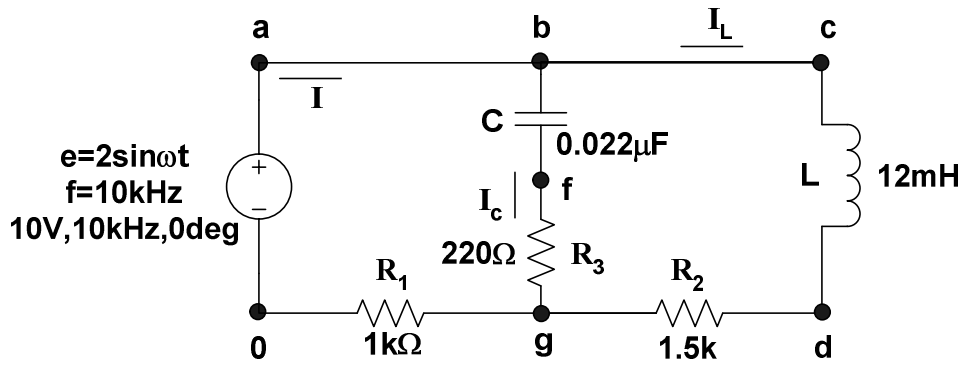 a
b
I_L
c
I
C
0.022μF
e=2sinωt
f=10kHz
10V,10kHz,0deg
+
−
I_c
f
L
12mH
220Ω
R_3
R_1
R_2
0
1kΩ
g
1.5k
d